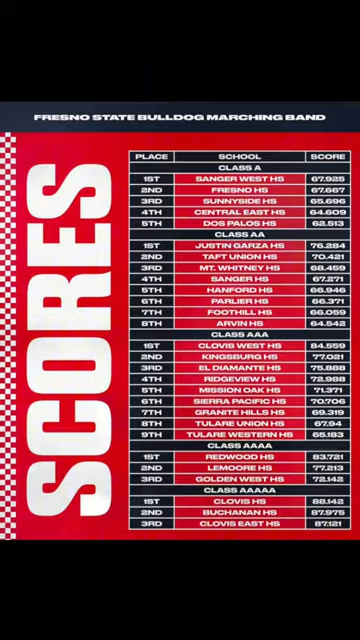 FRESNO STATE BULLDOG MARCHING BAND
SCORES
PLACE SCHOOL SCORE
CLASS A
1ST SANGER WEST HS 67.925
2ND FRESNO HS 67.667
3RD SUNNYSIDE HS 65.696
4TH CENTRAL EAST HS 64.609
5TH DOS PALOS HS 62.513
CLASS AA
1ST JUSTIN GARZA HS 76.284
2ND TAFT UNION HS 70.421
3RD MT. WHITNEY HS 68.459
4TH SANGER HS 67.271
5TH HANFORD HS 66.946
6TH PARLIER HS 66.371
7TH FOOTHILL HS 66.059
8TH ARVIN HS 64.542
CLASS AAA
1ST CLOVIS WEST HS 84.559
2ND KINGSBURG HS 77.021
3RD EL DIAMANTE HS 75.888
4TH RIDGEVIEW HS 72.988
5TH MISSION OAK HS 71.371
6TH SIERRA PACIFIC HS 70.706
7TH GRANITE HILLS HS 69.319
8TH TULARE UNION HS 67.94
9TH TULARE WESTERN HS 65.183
CLASS AAAA
1ST REDWOOD HS 83.721
2ND LEMOORE HS 77.213
3RD GOLDEN WEST HS 72.142
CLASS AAAAA
1ST CLOVIS HS 88.142
2ND BUCHANAN HS 87.975
3RD CLOVIS EAST HS 87.121